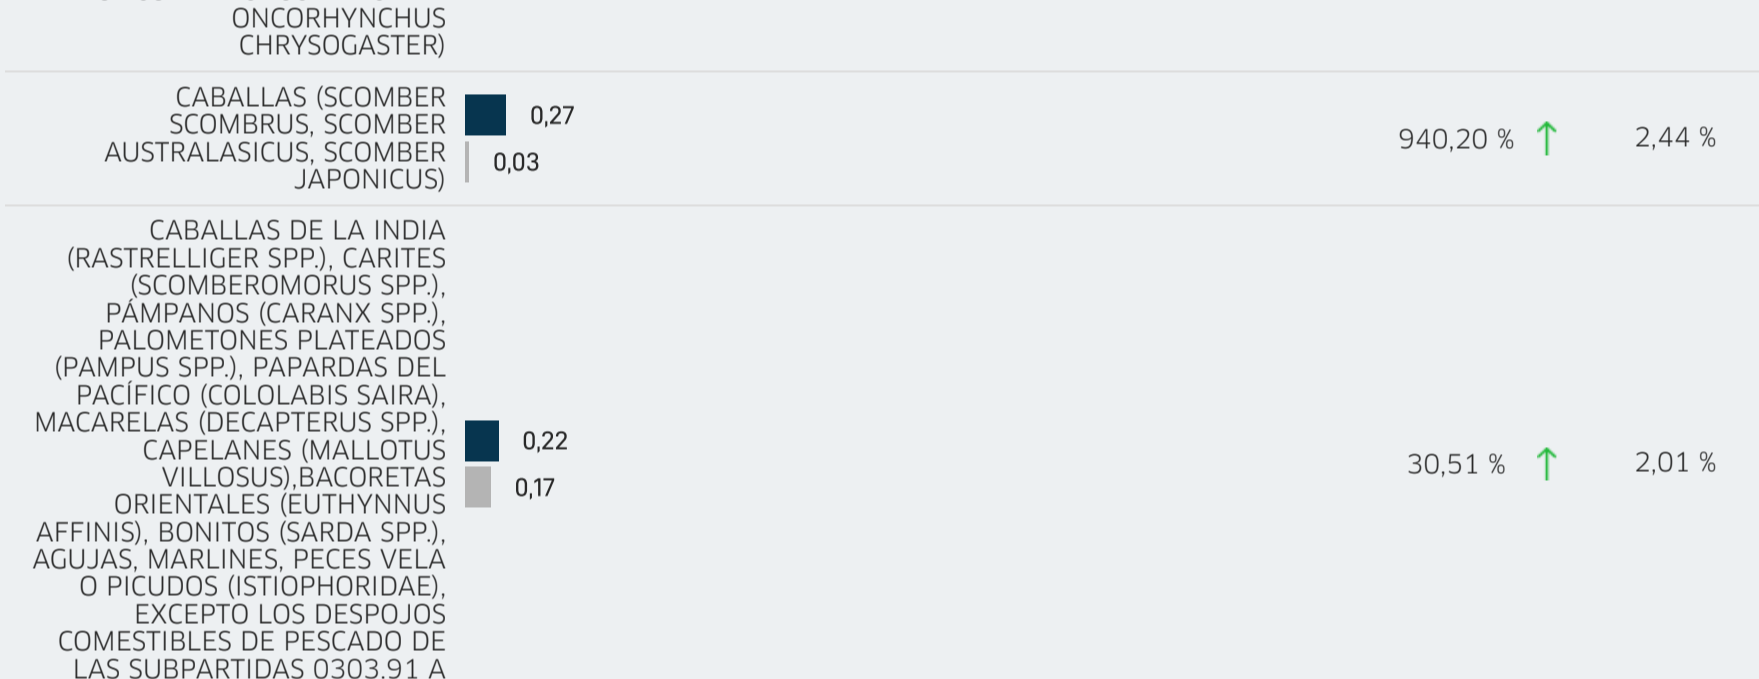 ONCORHYNCHUS
CHRYSOGASTER)
CABALLAS (SCOMBER
SCOMBRUS, SCOMBER
AUSTRALASICUS, SCOMBER
JAPONICUS)
0,27
0,03
940,20 %
2,44 %
CABALLAS DE LA INDIA
(RASTRELLIGER SPP.), CARITES
(SCOMBEROMORUS SPP.),
PÁMPANOS (CARANX SPP.),
PALOMETONES PLATEADOS
(PAMPUS SPP.), PAPARDAS DEL
PACÍFICO (COLOLABIS SAIRA),
MACARELAS (DECAPTERUS SPP.),
CAPELANES (MALLOTUS
VILLOSUS),BACORETAS
ORIENTALES (EUTHYNNUS
AFFINIS), BONITOS (SARDA SPP.),
AGUJAS, MARLINES, PECES VELA
O PICUDOS (ISTIOPHORIDAE),
EXCEPTO LOS DESPOJOS
COMESTIBLES DE PESCADO DE
LAS SUBPARTIDAS 0303.91 A
0,22
0,17
30,51 %
2,01 %